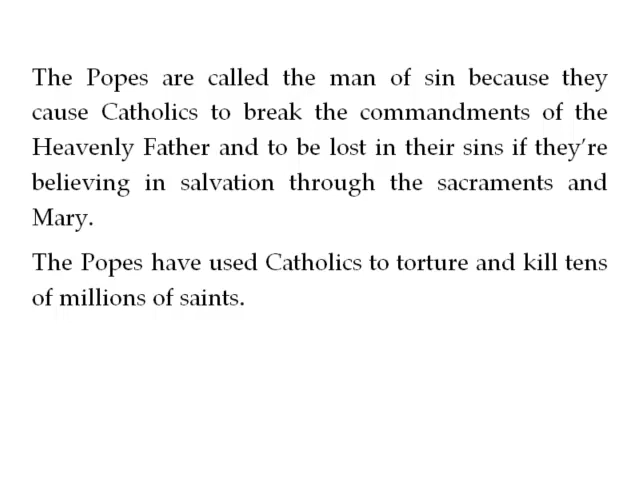 The Popes are called the man of sin because they
cause Catholics to break the commandments of the
Heavenly Father and to be lost in their sins if they're
believing in salvation through the sacraments and
Mary.
The Popes have used Catholics to torture and kill tens
of millions of saints.